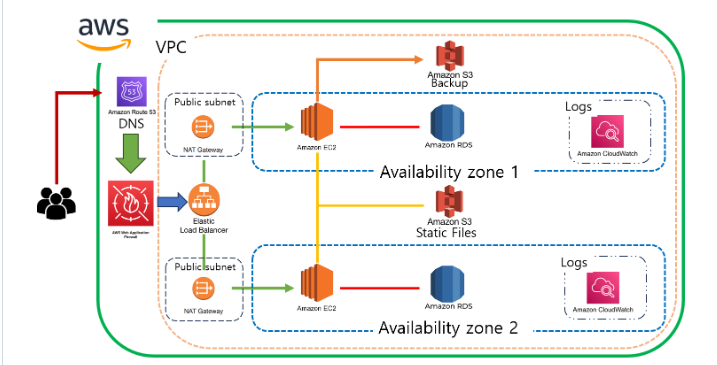 aws
VPC
Amazon S3
Backup
Public subnet
NAT Gateway
Amazon EC2
Amazon RDS
Logs
Amazon CloudWatch
Availability zone 1
53
Amazon Route 53
DNS
AWS Web Application
Firewall
Elastic
Load Balancer
Amazon S3
Static Files
Public subnet
NAT Gateway
Amazon EC2
Amazon RDS
Logs
Amazon CloudWatch
Availability zone 2